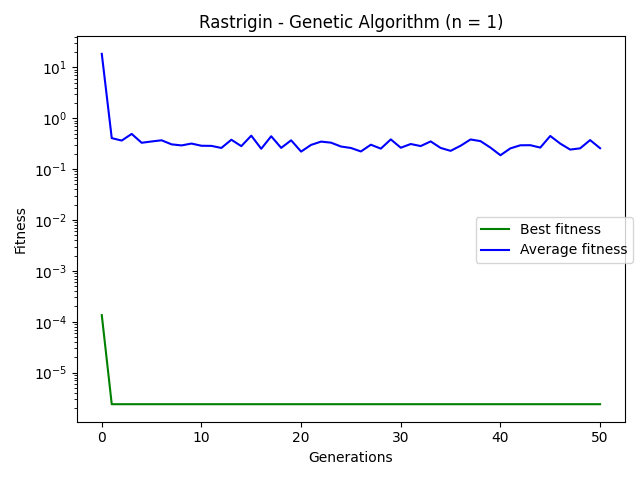 Rastrigin - Genetic Algorithm (n = 1)
Fitness
10¹
10⁰
10⁻¹
10⁻²
10⁻³
10⁻⁴
10⁻⁵
Best fitness
Average fitness
0 10 20 30 40 50
Generations